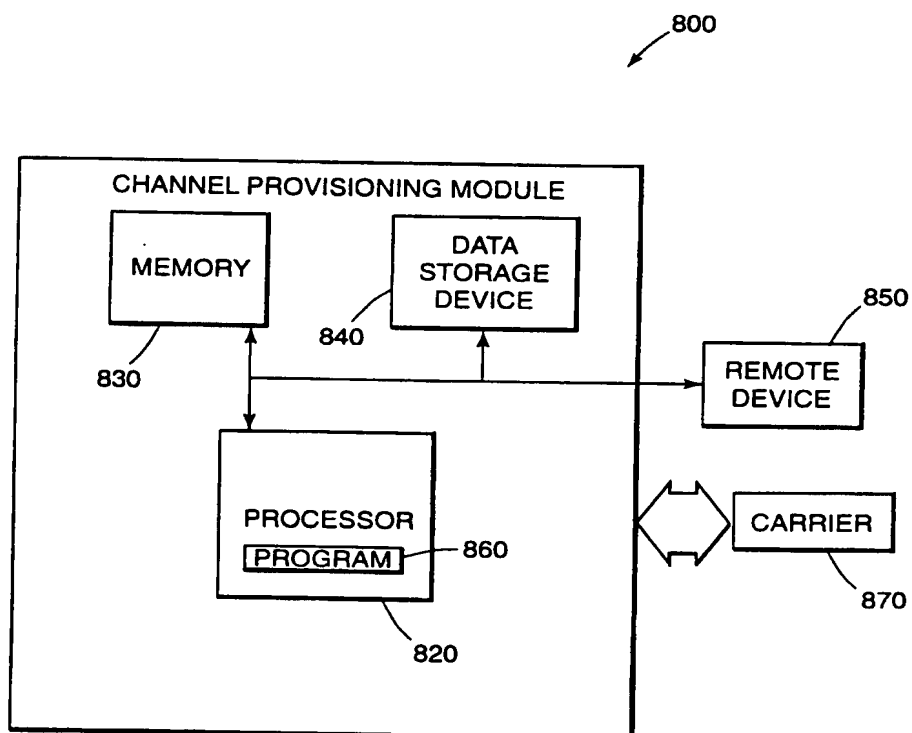 800
CHANNEL PROVISIONING MODULE
MEMORY
830
DATA
STORAGE
DEVICE
840
850
REMOTE
DEVICE
PROCESSOR
PROGRAM
860
820
CARRIER
870